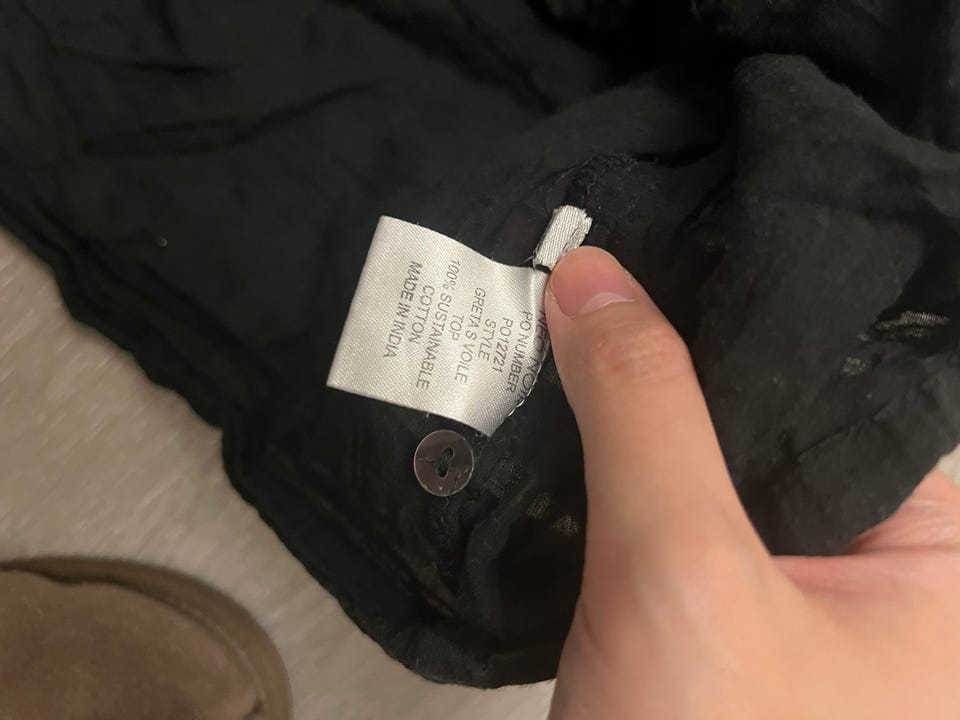 PO NUMBER
PO12721
STYLE
GRETA S VOILE
TOP
100% SUSTAINABLE
COTTON
MADE IN INDIA